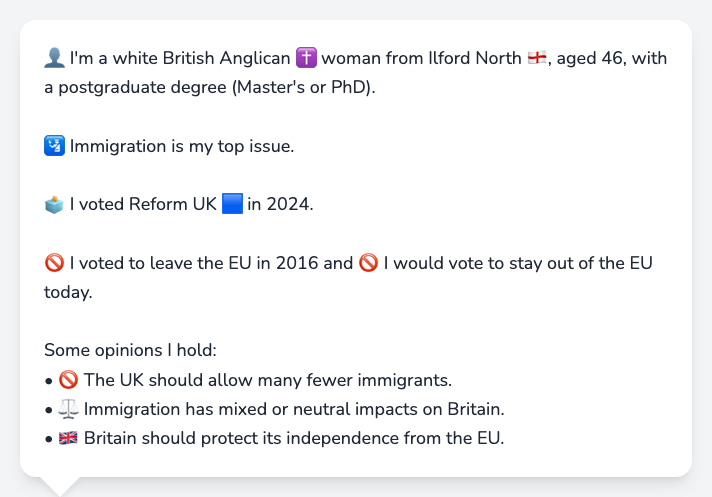 👤 I'm a white British Anglican ✝️ woman from Ilford North 🏴󠁧󠁢󠁥󠁮󠁧󠁿, aged 46, with
a postgraduate degree (Master's or PhD).
🛂 Immigration is my top issue.
🗳️ I voted Reform UK 🟦 in 2024.
🚫 I voted to leave the EU in 2016 and 🚫 I would vote to stay out of the EU
today.
Some opinions I hold:
• 🚫 The UK should allow many fewer immigrants.
• ⚖️ Immigration has mixed or neutral impacts on Britain.
• 🇬🇧 Britain should protect its independence from the EU.